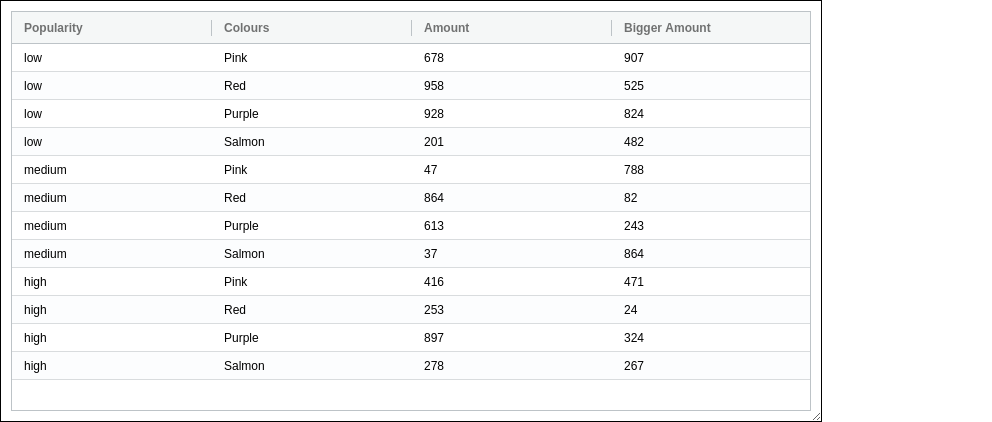 Popularity Colours Amount Bigger Amount
low Pink 678 907
low Red 958 525
low Purple 928 824
low Salmon 201 482
medium Pink 47 788
medium Red 864 82
medium Purple 613 243
medium Salmon 37 864
high Pink 416 471
high Red 253 24
high Purple 897 324
high Salmon 278 267